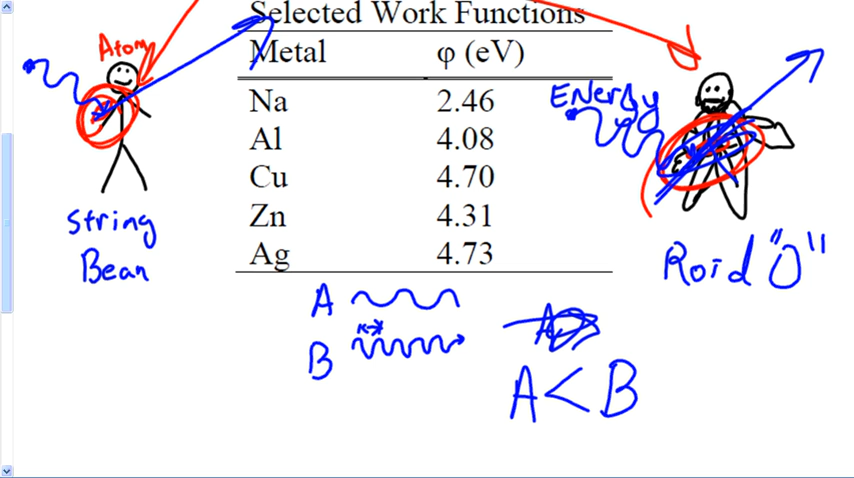 Selected Work Functions
Metal φ (eV)
Na 2.46
Al 4.08
Cu 4.70
Zn 4.31
Ag 4.73
Atom
String
Bean
ENErgy
Roid "J"
A
B
A < B